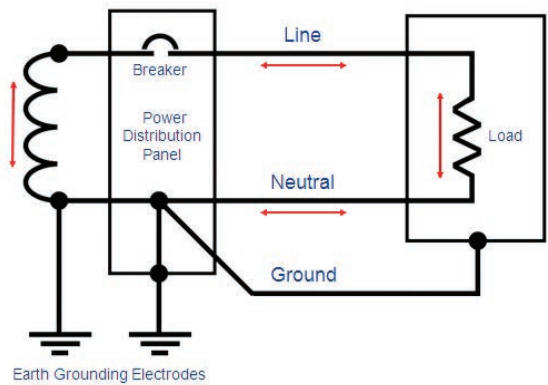 Line
Breaker
Power
Distribution
Panel
Load
Neutral
Ground
Earth Grounding Electrodes